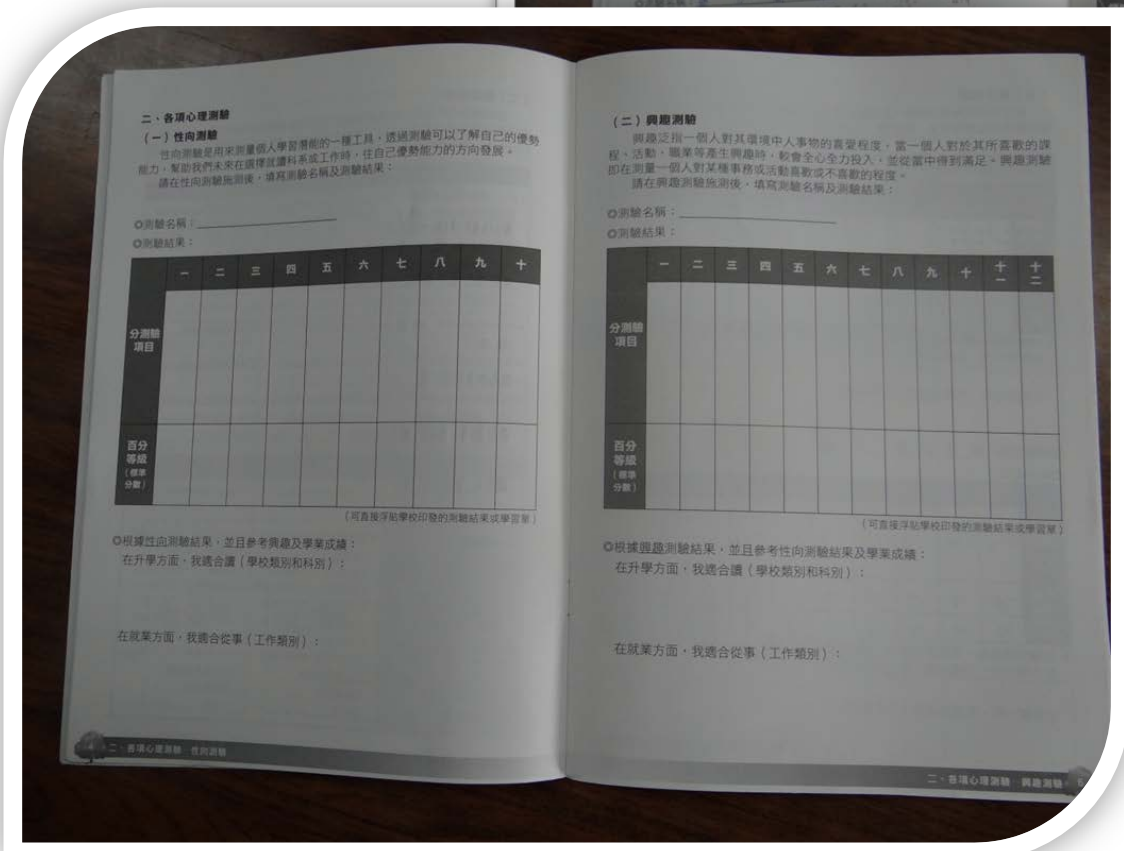 二、各項心理測驗
（一）性向測驗
性向測驗是用來測量個人學習潛能的一種工具，透過測驗可以了解自己的優勢
能力，幫助我們未來在選擇就讀科系或工作時，往自己優勢能力的方向發展。
請在性向測驗施測後，填寫測驗名稱及測驗結果：
◎測驗名稱：
◎測驗結果：
一 二 三 四 五 六 七 八 九 十
分測驗
項目
百分
等級
（標準
分數）
（可直接浮貼學校印發的測驗結果或學習單）
◎根據性向測驗結果，並且參考興趣及學業成績：
在升學方面，我適合讀（學校類別和科別）：
在就業方面，我適合從事（工作類別）：
二、各項心理測驗 性向測驗
（二）興趣測驗
興趣泛指一個人對其環境中人事物的喜愛程度，當一個人對於其所喜歡的課
程、活動、職業等產生興趣時，較會全心全力投入，並從當中得到滿足。興趣測驗
即在測量一個人對某種事務或活動喜歡或不喜歡的程度。
請在興趣測驗施測後，填寫測驗名稱及測驗結果：
◎測驗名稱：
◎測驗結果：
一 二 三 四 五 六 七 八 九 十 十一 十二
分測驗
項目
百分
等級
（標準
分數）
（可直接浮貼學校印發的測驗結果或學習單）
◎根據興趣測驗結果，並且參考性向測驗結果及學業成績：
在升學方面，我適合讀（學校類別和科別）：
在就業方面，我適合從事（工作類別）：
二、各項心理測驗 興趣測驗